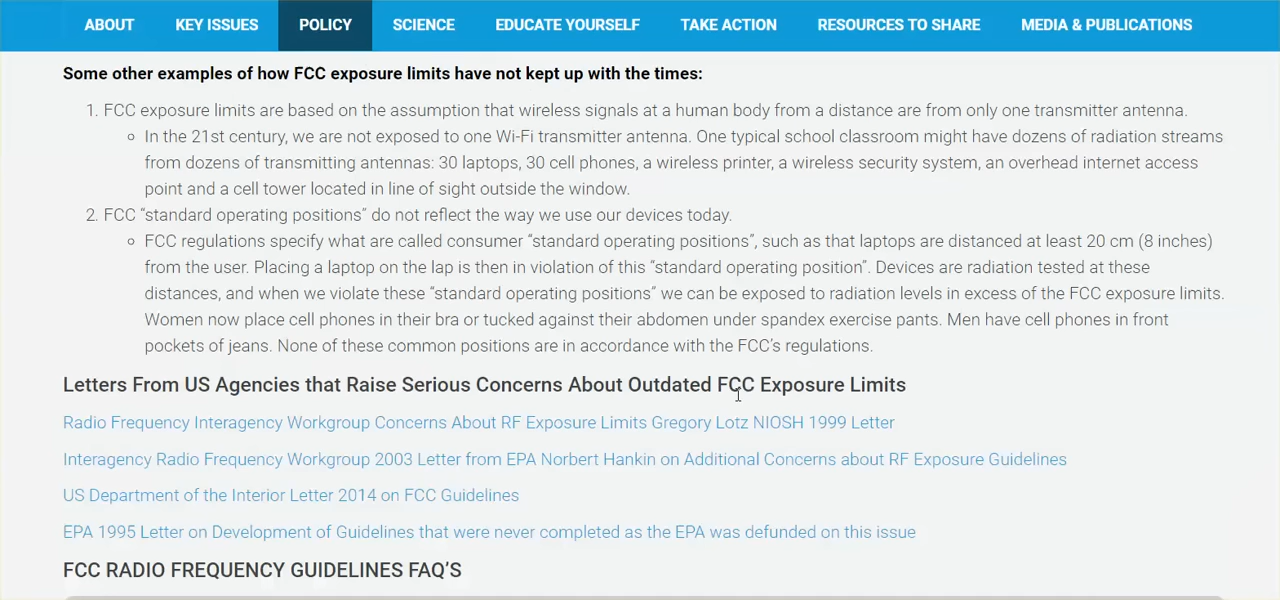 ABOUT KEY ISSUES POLICY SCIENCE EDUCATE YOURSELF TAKE ACTION RESOURCES TO SHARE MEDIA & PUBLICATIONS
Some other examples of how FCC exposure limits have not kept up with the times:
1. FCC exposure limits are based on the assumption that wireless signals at a human body from a distance are from only one transmitter antenna.
In the 21st century, we are not exposed to one Wi-Fi transmitter antenna. One typical school classroom might have dozens of radiation streams
from dozens of transmitting antennas: 30 laptops, 30 cell phones, a wireless printer, a wireless security system, an overhead internet access
point and a cell tower located in line of sight outside the window.
2. FCC “standard operating positions” do not reflect the way we use our devices today.
FCC regulations specify what are called consumer “standard operating positions”, such as that laptops are distanced at least 20 cm (8 inches)
from the user. Placing a laptop on the lap is then in violation of this “standard operating position”. Devices are radiation tested at these
distances, and when we violate these “standard operating positions” we can be exposed to radiation levels in excess of the FCC exposure limits.
Women now place cell phones in their bra or tucked against their abdomen under spandex exercise pants. Men have cell phones in front
pockets of jeans. None of these common positions are in accordance with the FCC’s regulations.
Letters From US Agencies that Raise Serious Concerns About Outdated FCC Exposure Limits
Radio Frequency Interagency Workgroup Concerns About RF Exposure Limits Gregory Lotz NIOSH 1999 Letter
Interagency Radio Frequency Workgroup 2003 Letter from EPA Norbert Hankin on Additional Concerns about RF Exposure Guidelines
US Department of the Interior Letter 2014 on FCC Guidelines
EPA 1995 Letter on Development of Guidelines that were never completed as the EPA was defunded on this issue
FCC RADIO FREQUENCY GUIDELINES FAQ’S